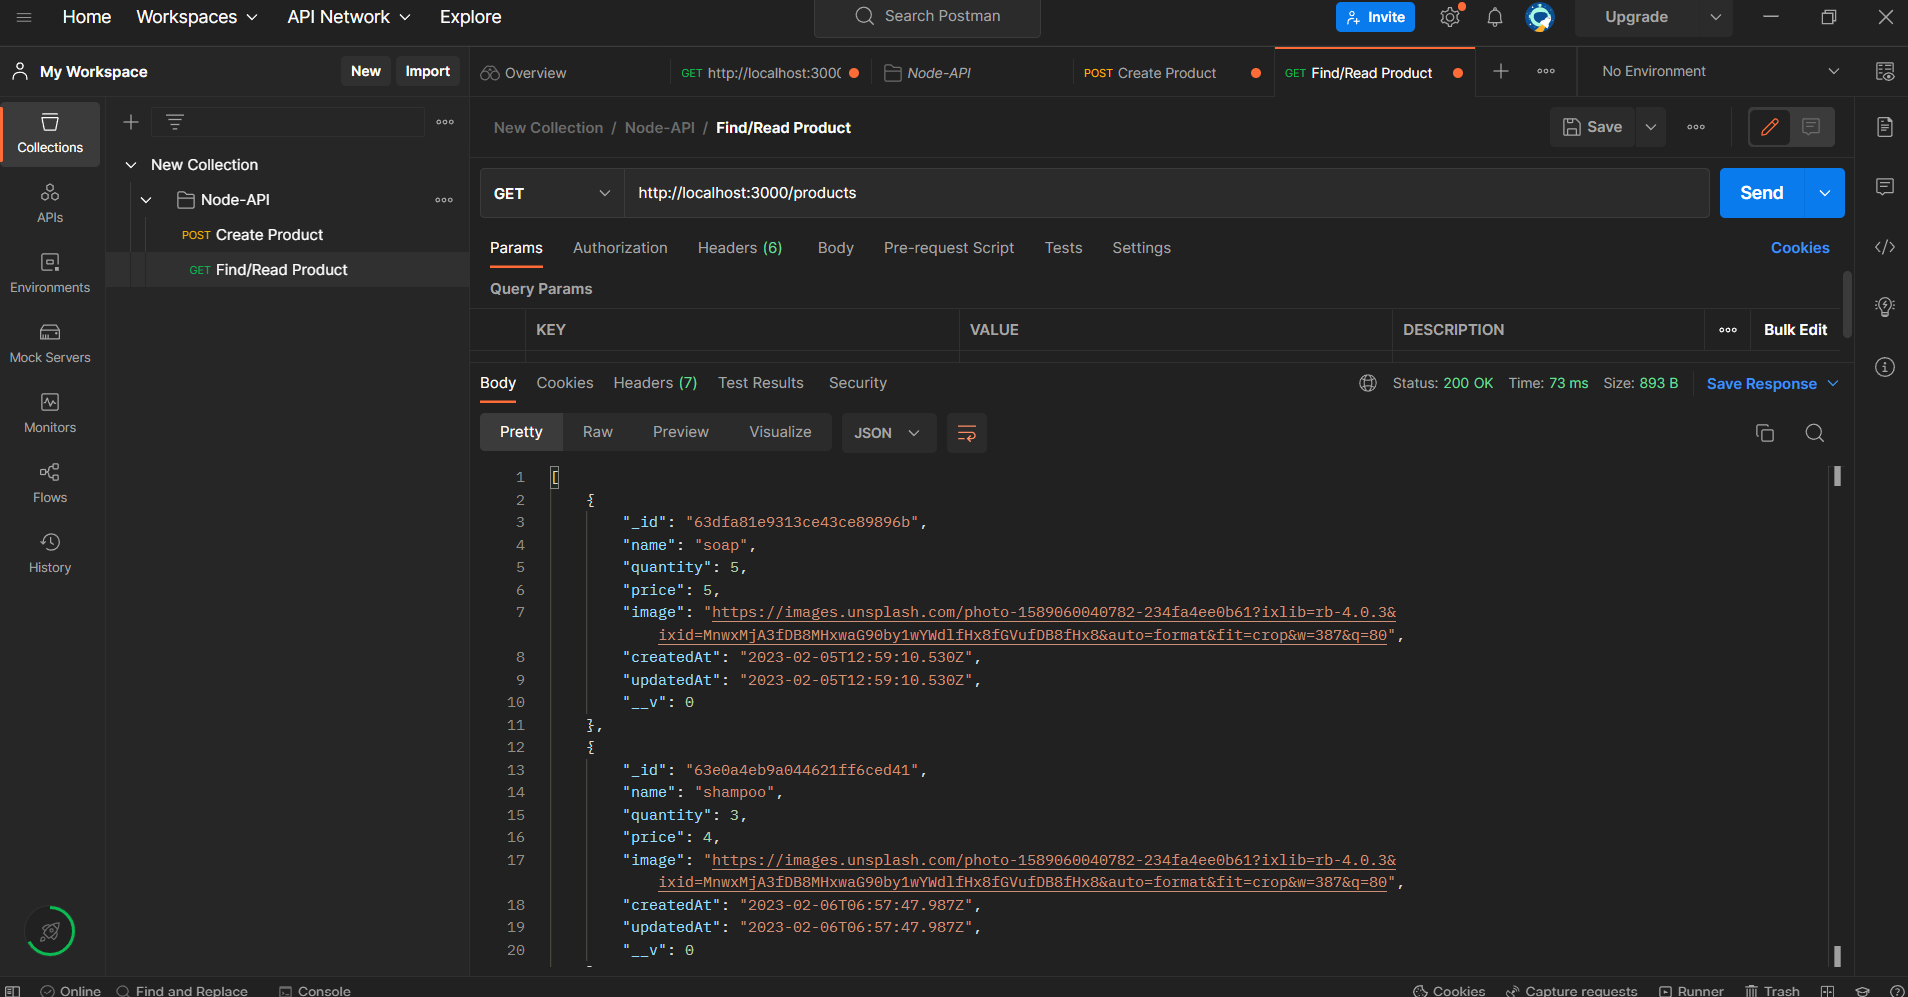 Home Workspaces API Network Explore Search Postman Invite Upgrade
My Workspace New Import Overview GET http://localhost:300( Node-API POST Create Product GET Find/Read Product No Environment
Collections
APIs
Environments
Mock Servers
Monitors
Flows
History
New Collection
Node-API
POST Create Product
GET Find/Read Product
New Collection / Node-API / Find/Read Product Save
GET http://localhost:3000/products Send
Params Authorization Headers (6) Body Pre-request Script Tests Settings Cookies
Query Params
KEY VALUE DESCRIPTION Bulk Edit
Body Cookies Headers (7) Test Results Security Status: 200 OK Time: 73 ms Size: 893 B Save Response
Pretty Raw Preview Visualize JSON
1 [
2 {
3 "_id": "63dfa81e9313ce43ce89896b",
4 "name": "soap",
5 "quantity": 5,
6 "price": 5,
7 "image": "https://images.unsplash.com/photo-1589060040782-234fa4ee0b61?ixlib=rb-4.0.3&
ixid=MnwxMjA3fDB8MHxwaG90by1wYWdlfHx8fGVufDB8fHx8&auto=format&fit=crop&w=387&q=80",
8 "createdAt": "2023-02-05T12:59:10.530Z",
9 "updatedAt": "2023-02-05T12:59:10.530Z",
10 "__v": 0
11 },
12 {
13 "_id": "63e0a4eb9a044621ff6ced41",
14 "name": "shampoo",
15 "quantity": 3,
16 "price": 4,
17 "image": "https://images.unsplash.com/photo-1589060040782-234fa4ee0b61?ixlib=rb-4.0.3&
ixid=MnwxMjA3fDB8MHxwaG90by1wYWdlfHx8fGVufDB8fHx8&auto=format&fit=crop&w=387&q=80",
18 "createdAt": "2023-02-06T06:57:47.987Z",
19 "updatedAt": "2023-02-06T06:57:47.987Z",
20 "__v": 0
Online Find and Replace Console Cookies Capture requests Runner Trash